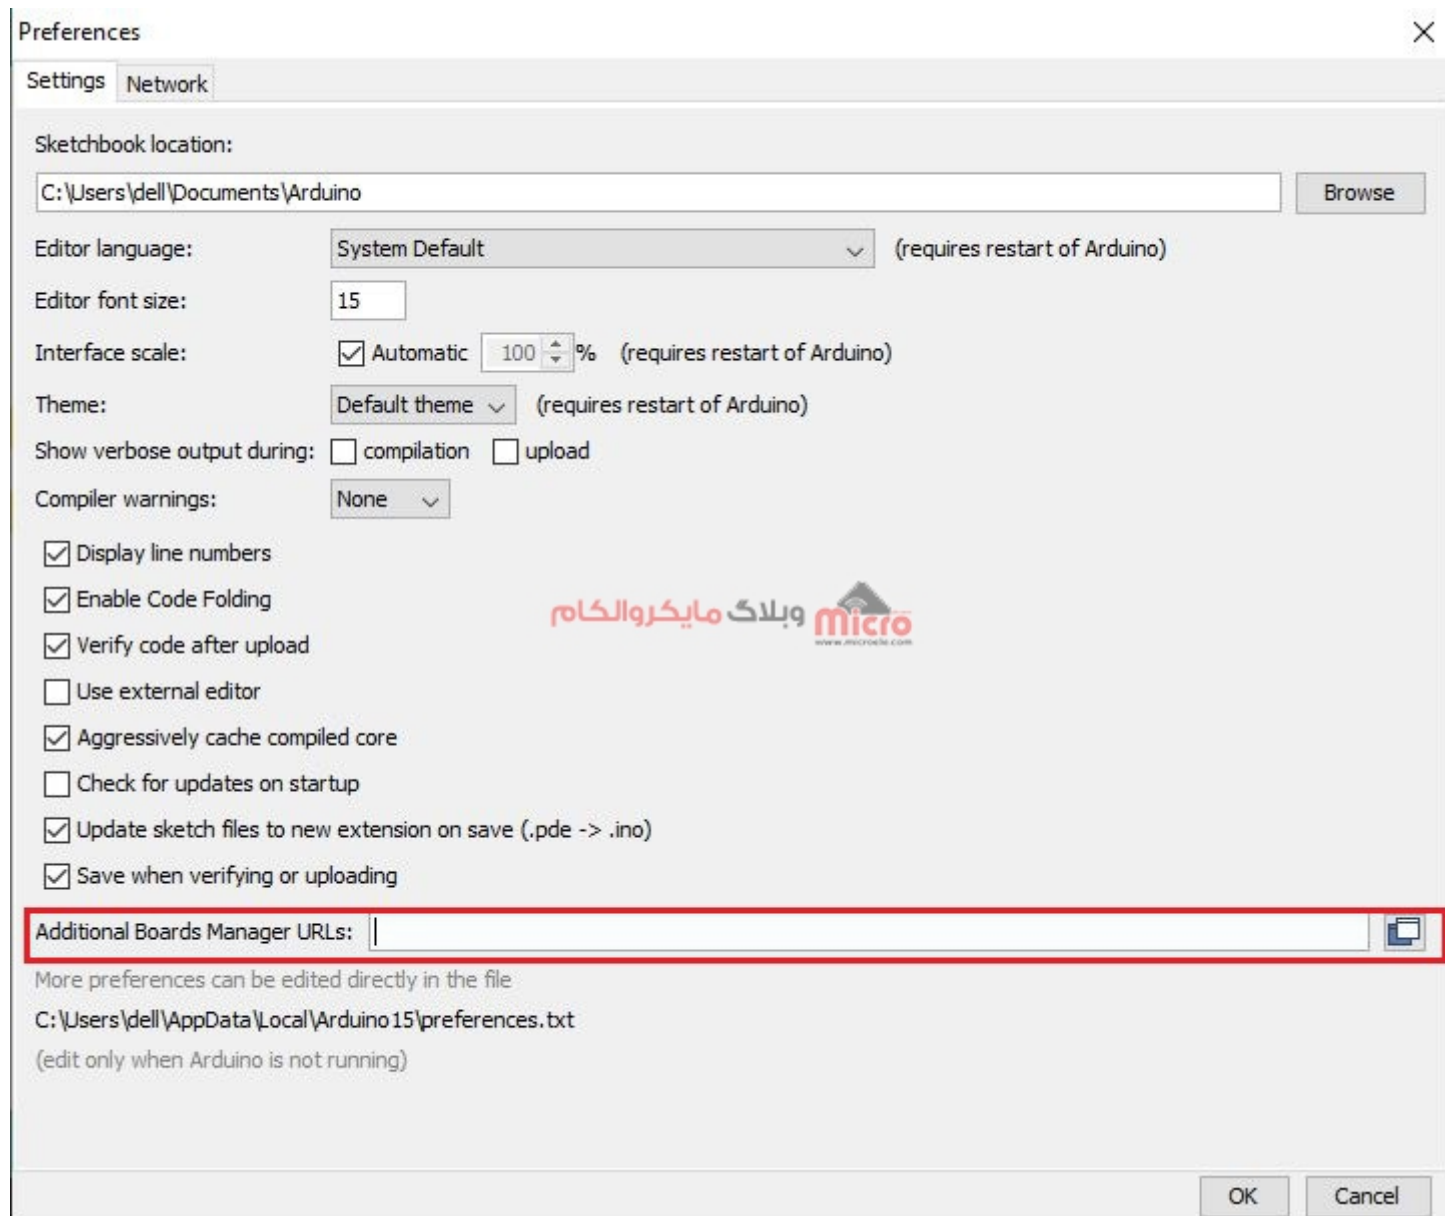 Preferences
Settings Network
Sketchbook location:
C:\Users\dell\Documents\Arduino Browse
Editor language: System Default (requires restart of Arduino)
Editor font size: 15
Interface scale: Automatic 100 % (requires restart of Arduino)
Theme: Default theme (requires restart of Arduino)
Show verbose output during: compilation upload
Compiler warnings: None
Display line numbers
Enable Code Folding
وبلاگ مایکروالکام micro
www.microele.com
Verify code after upload
Use external editor
Aggressively cache compiled core
Check for updates on startup
Update sketch files to new extension on save (.pde -> .ino)
Save when verifying or uploading
Additional Boards Manager URLs:
More preferences can be edited directly in the file
C:\Users\dell\AppData\Local\Arduino15\preferences.txt
(edit only when Arduino is not running)
OK Cancel